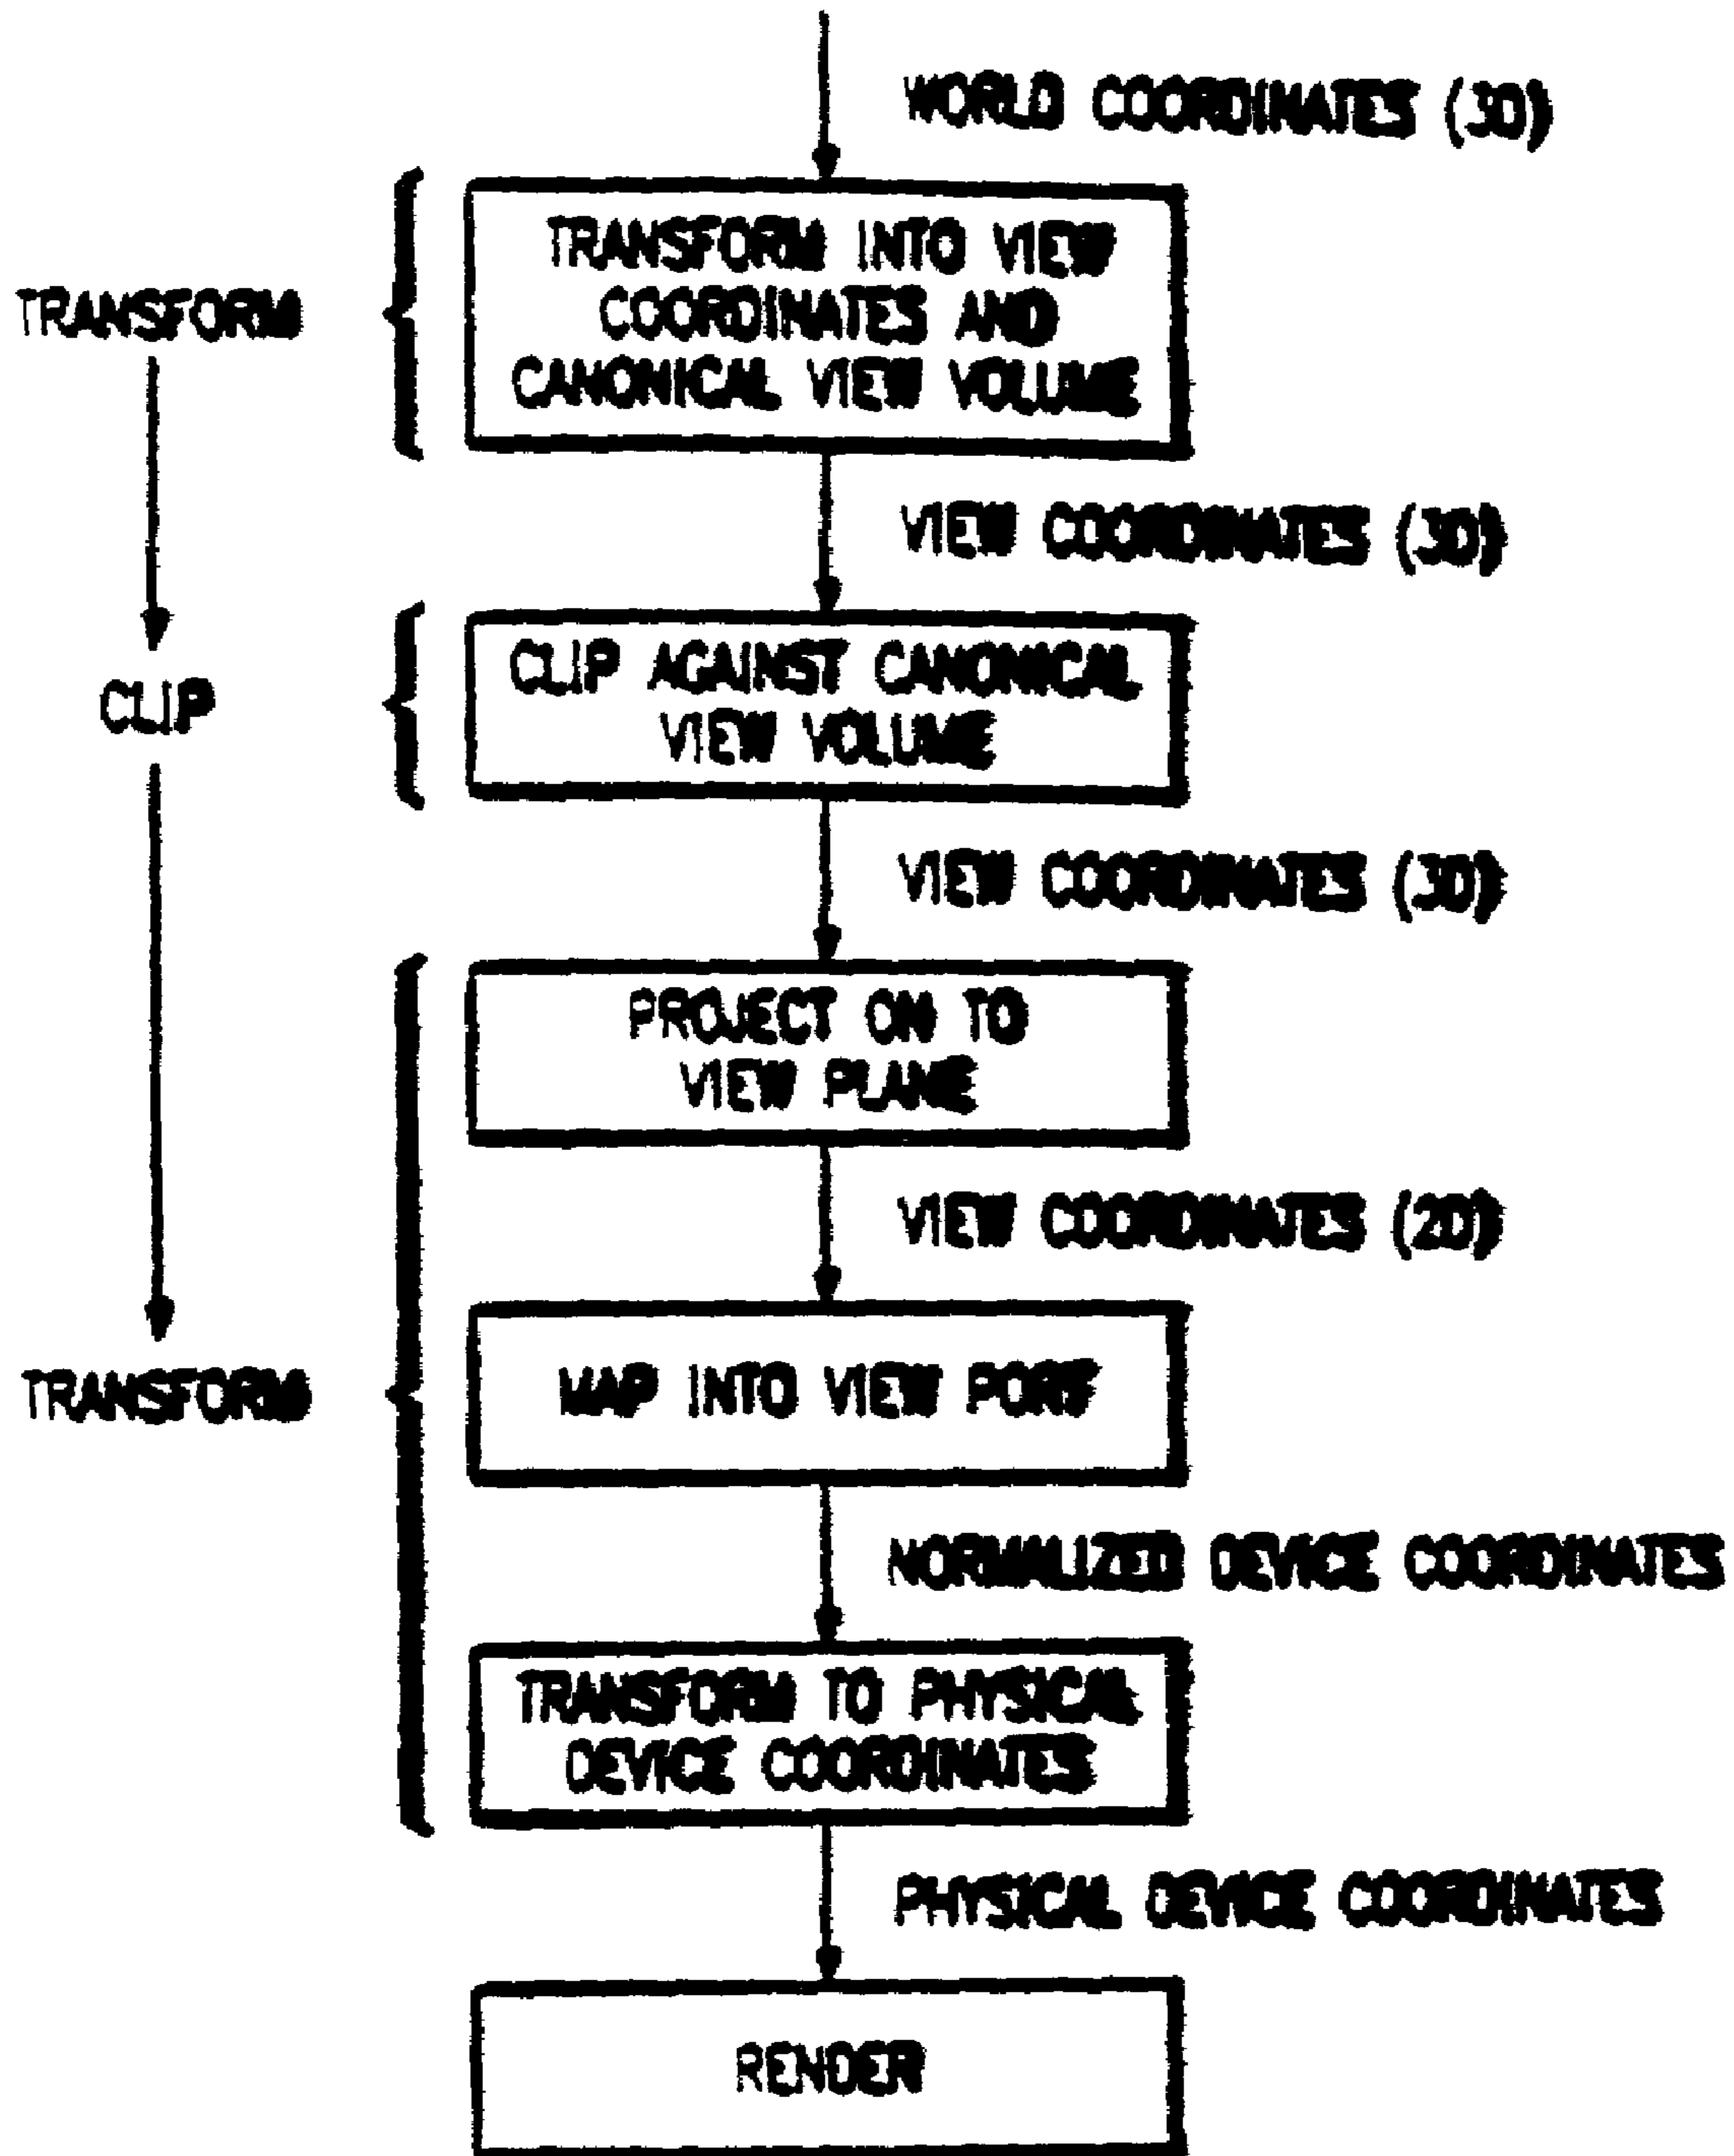 WORLD COORDINATES (3D)
TRANSFORM
TRANSFORM INTO VIEW
COORDINATES AND
CANONICAL VIEW VOLUME
VIEW COORDINATES (3D)
CLIP
CLIP AGAINST CANONICAL
VIEW VOLUME
VIEW COORDINATES (3D)
PROJECT ON TO
VIEW PLANE
VIEW COORDINATES (2D)
TRANSFORM
MAP INTO VIEW PORT
NORMALIZED DEVICE COORDINATES
TRANSFORM TO PHYSICAL
DEVICE COORDINATES
PHYSICAL DEVICE COORDINATES
RENDER